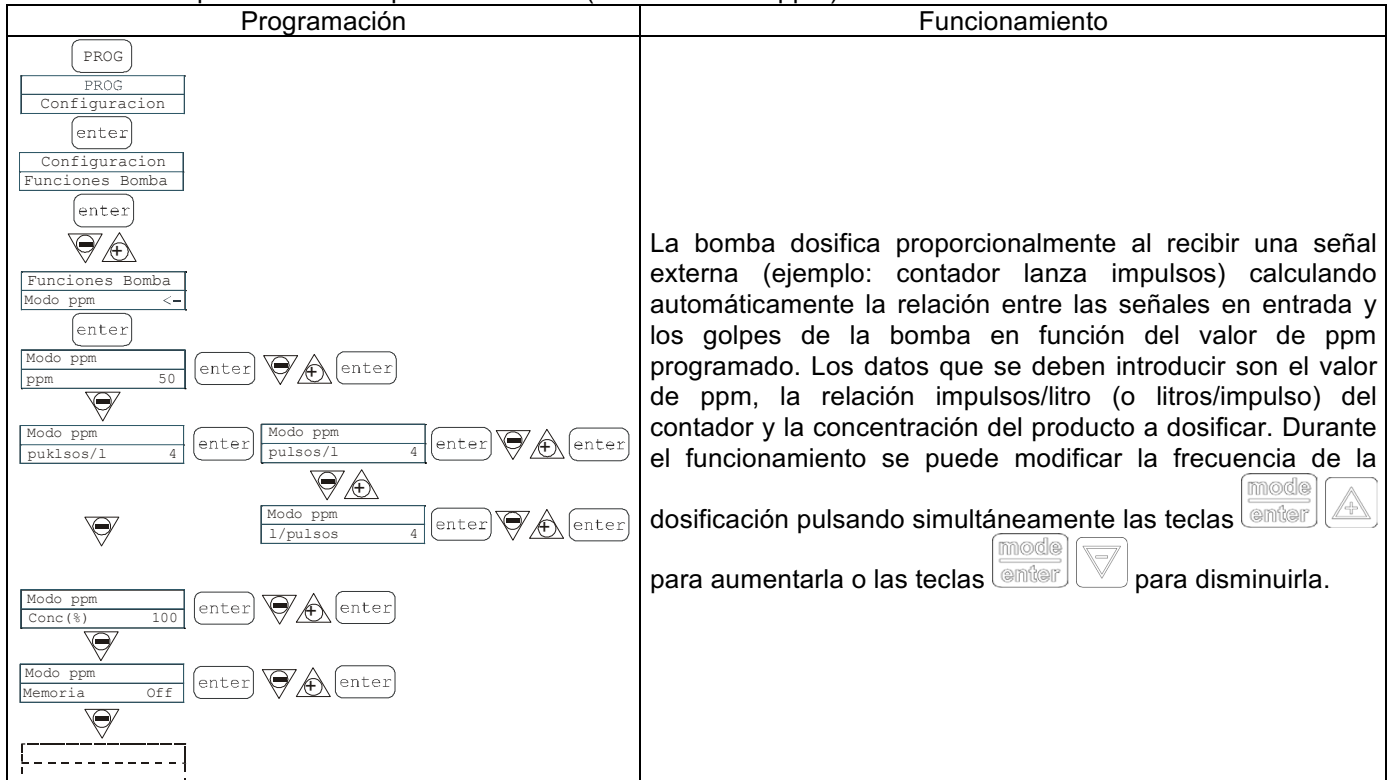 Programación
Funcionamiento
PROG
PROG
Configuracion
enter
Configuracion
Funciones Bomba
enter
Funciones Bomba
Modo ppm <-
enter
Modo ppm
ppm 50 enter enter
Modo ppm
puklsos/l 4 enter
Modo ppm
pulsos/l 4 enter enter
Modo ppm
l/pulsos 4 enter enter
Modo ppm
Conc(%) 100 enter enter
Modo ppm
Memoria Off enter enter
La bomba dosifica proporcionalmente al recibir una señal
externa (ejemplo: contador lanza impulsos) calculando
automáticamente la relación entre las señales en entrada y
los golpes de la bomba en función del valor de ppm
programado. Los datos que se deben introducir son el valor
de ppm, la relación impulsos/litro (o litros/impulso) del
contador y la concentración del producto a dosificar. Durante
el funcionamiento se puede modificar la frecuencia de la
dosificación pulsando simultáneamente las teclas mode enter +
para aumentarla o las teclas mode enter - para disminuirla.